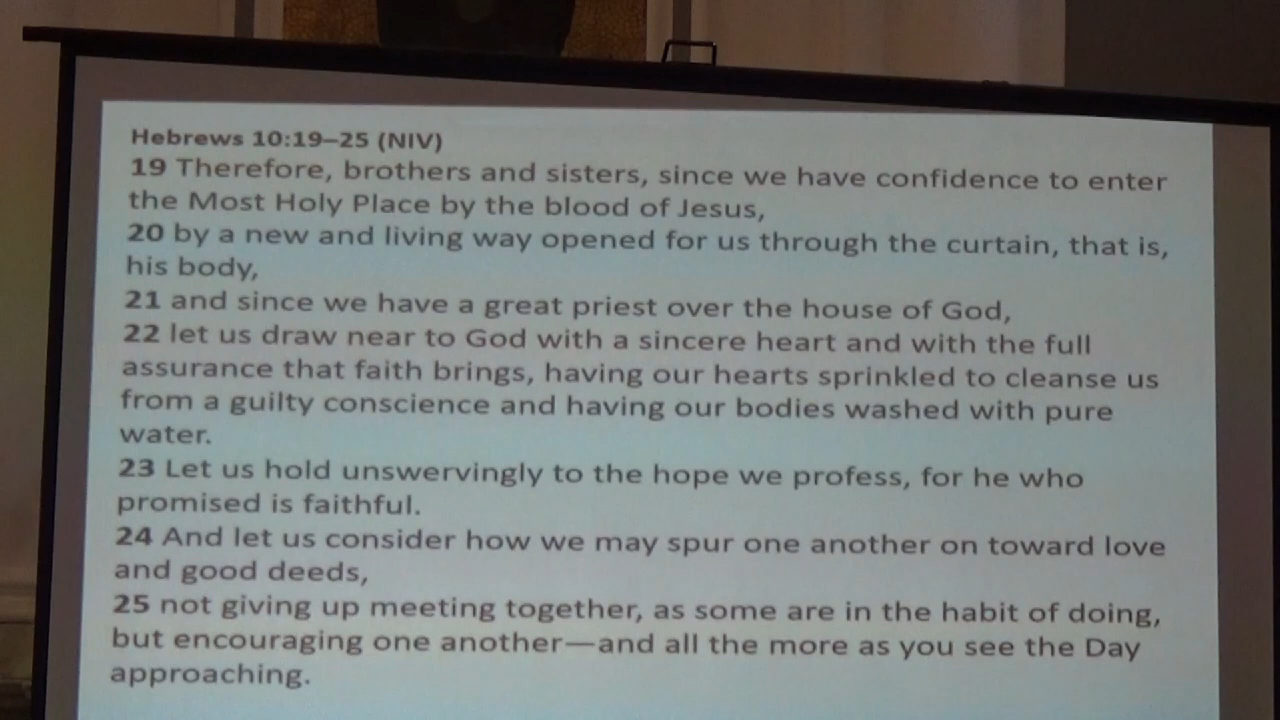 Hebrews 10:19–25 (NIV)
19 Therefore, brothers and sisters, since we have confidence to enter
the Most Holy Place by the blood of Jesus,
20 by a new and living way opened for us through the curtain, that is,
his body,
21 and since we have a great priest over the house of God,
22 let us draw near to God with a sincere heart and with the full
assurance that faith brings, having our hearts sprinkled to cleanse us
from a guilty conscience and having our bodies washed with pure
water.
23 Let us hold unswervingly to the hope we profess, for he who
promised is faithful.
24 And let us consider how we may spur one another on toward love
and good deeds,
25 not giving up meeting together, as some are in the habit of doing,
but encouraging one another—and all the more as you see the Day
approaching.